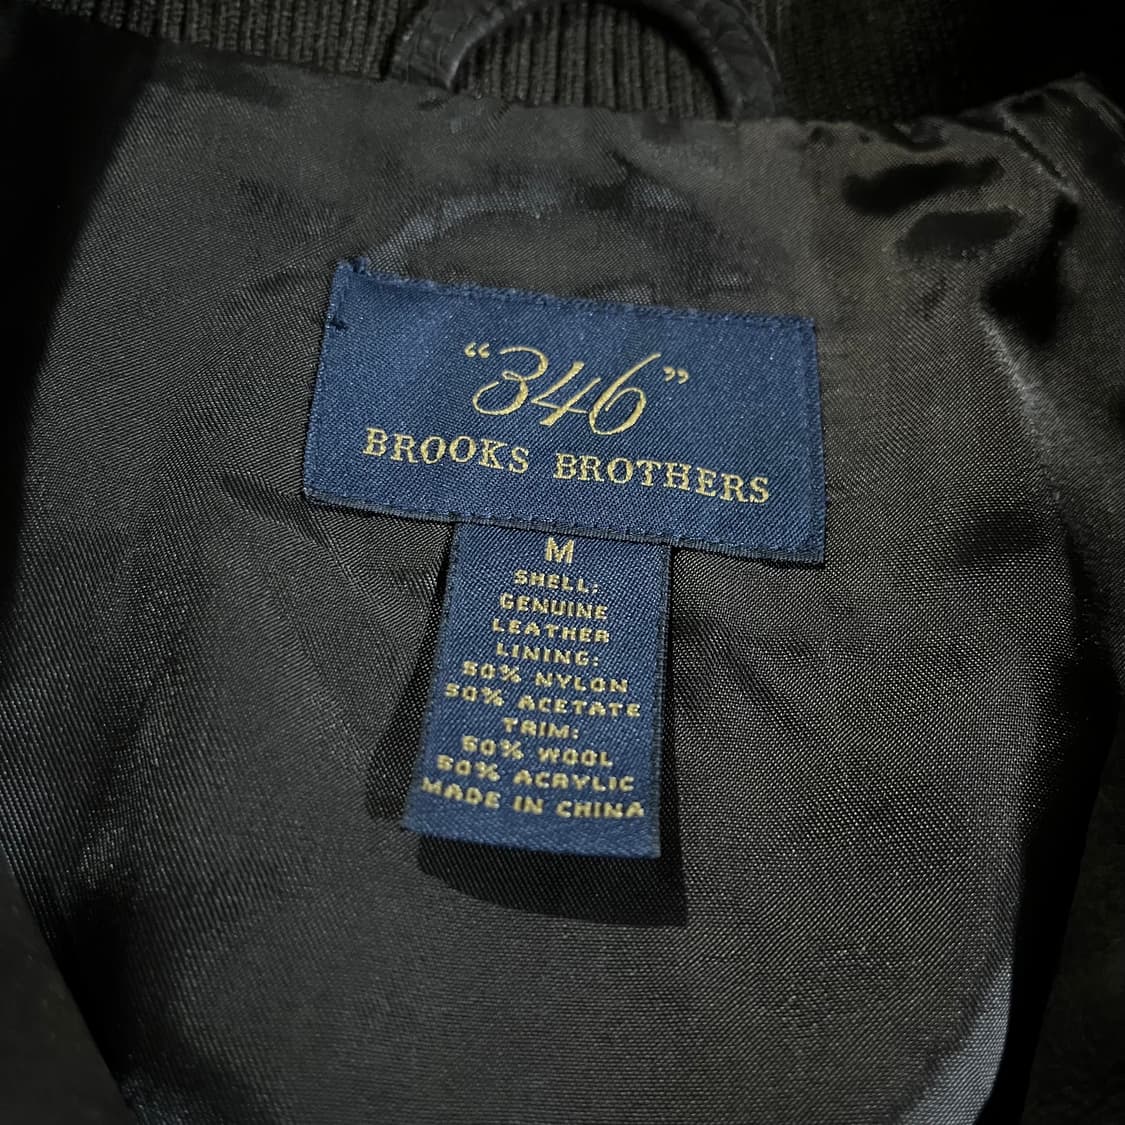 “346”
BROOKS BROTHERS
M
SHELL:
GENUINE
LEATHER
LINING:
50% NYLON
50% ACETATE
TRIM:
50% WOOL
50% ACRYLIC
MADE IN CHINA